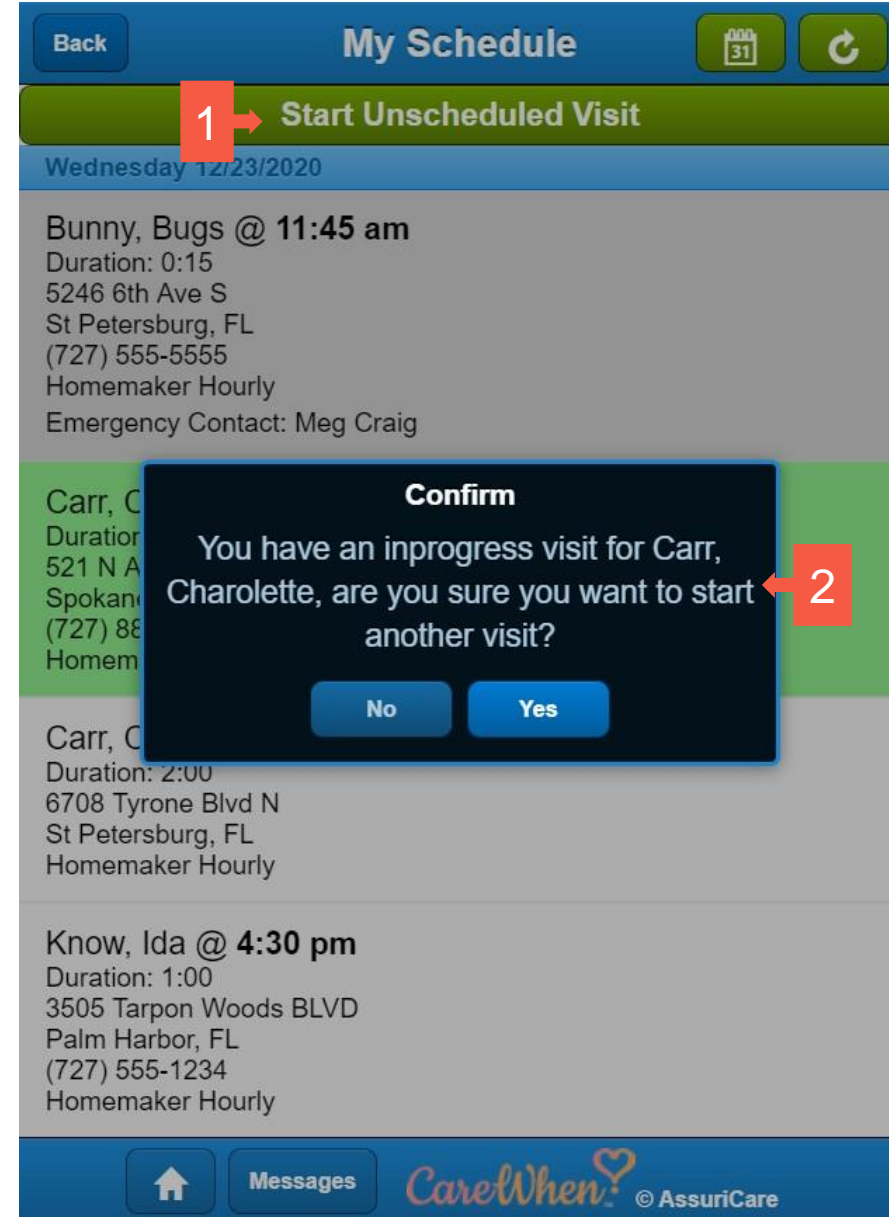 Back
My Schedule
31
1
Start Unscheduled Visit
Wednesday 12/23/2020
Bunny, Bugs @ 11:45 am
Duration: 0:15
5246 6th Ave S
St Petersburg, FL
(727) 555-5555
Homemaker Hourly
Emergency Contact: Meg Craig
Carr,
521 N
(727)
Confirm
You have an inprogress visit for Carr,
Charolette, are you sure you want to start
another visit?
No
Yes
2
Carr,
Duration: 2:00
6708 Tyrone Blvd N
St Petersburg, FL
Homemaker Hourly
Know, Ida @ 4:30 pm
Duration: 1:00
3505 Tarpon Woods BLVD
Palm Harbor, FL
(727) 555-1234
Homemaker Hourly
Messages
CareWhen?
© AssuriCare